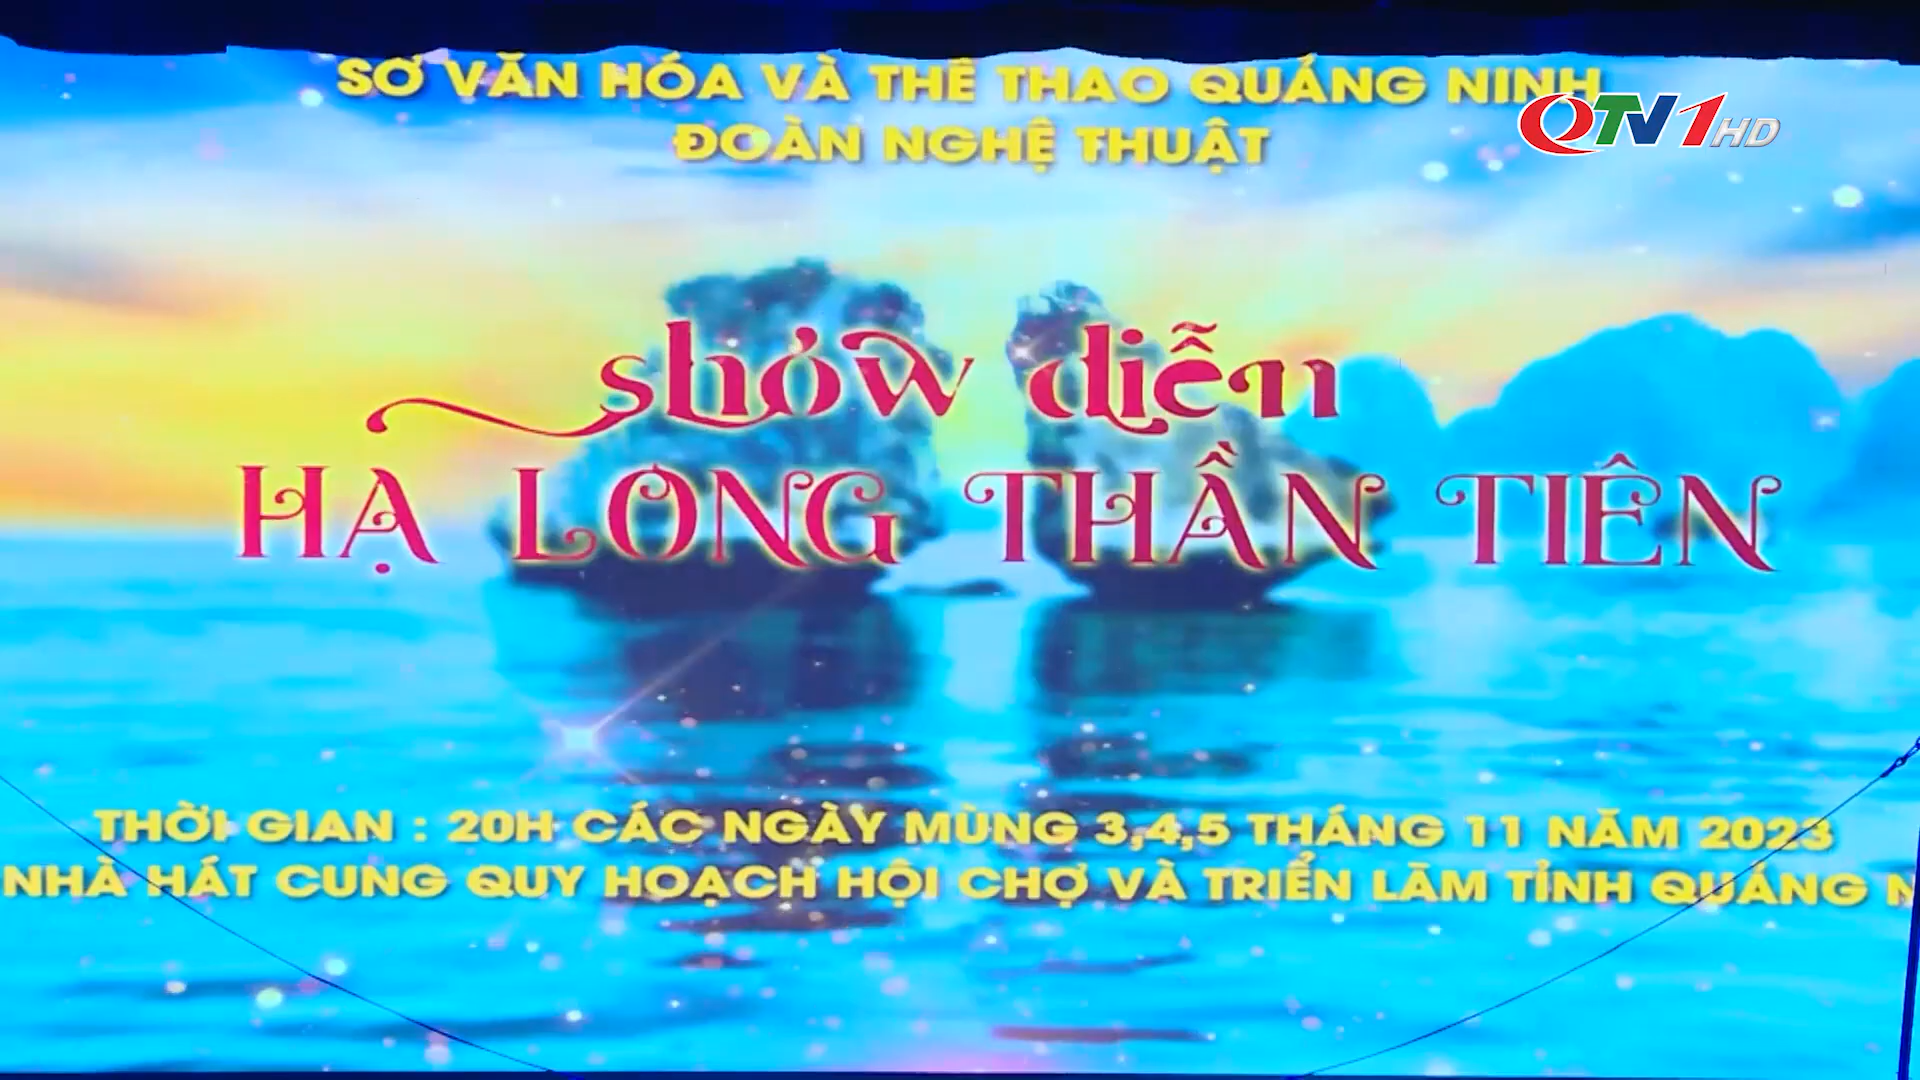 SỞ VĂN HÓA VÀ THỂ THAO QUẢNG NINH
QTV1HD
ĐOÀN NGHỆ THUẬT
show diễn
HẠ LONG THẦN TIÊN
THỜI GIAN : 20H CÁC NGÀY MÙNG 3,4,5 THÁNG 11 NĂM 2023
NHÀ HÁT CUNG QUY HOẠCH HỘI CHỢ VÀ TRIỂN LÃM TỈNH QUẢNG